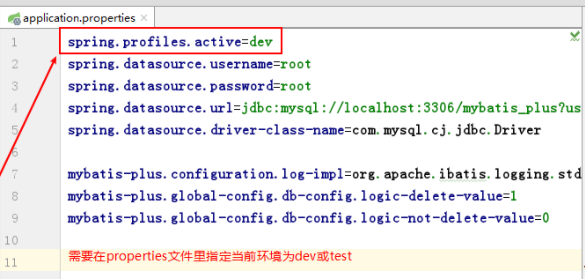 application.properties
1 spring.profiles.active=dev
2 spring.datasource.username=root
3 spring.datasource.password=root
4 spring.datasource.url=jdbc:mysql://localhost:3306/mybatis_plus?us
5 spring.datasource.driver-class-name=com.mysql.cj.jdbc.Driver
6
7 mybatis-plus.configuration.log-impl=org.apache.ibatis.logging.std
8 mybatis-plus.global-config.db-config.logic-delete-value=1
9 mybatis-plus.global-config.db-config.logic-not-delete-value=0
10
11 需要在properties文件里指定当前环境为dev或test